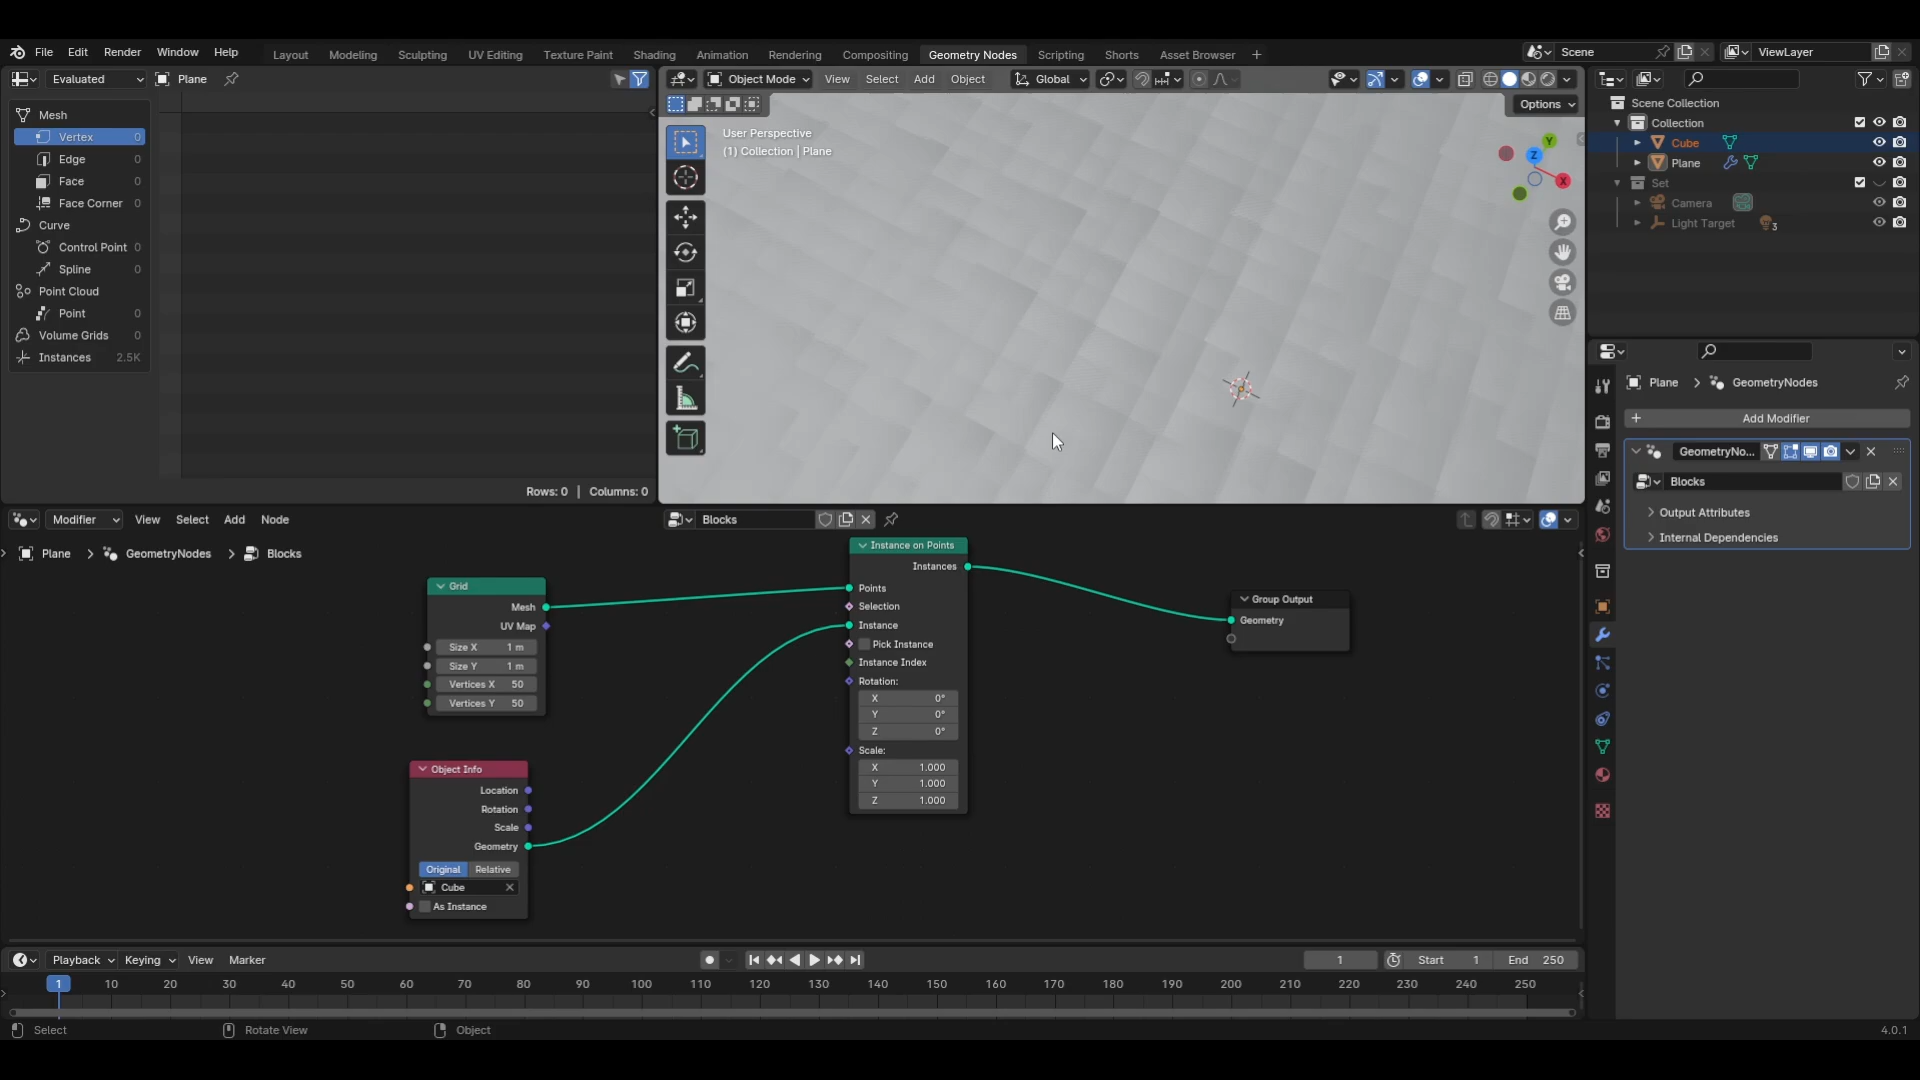 File Edit Render Window Help Layout Modeling Sculpting UV Editing Texture Paint Shading Animation Rendering Compositing Geometry Nodes Scripting Shorts Asset Browser + Scene ViewLayer
Evaluated Plane
Object Mode View Select Add Object Global
Options
Mesh
Vertex 0
Edge 0
Face 0
Face Corner 0
Curve
Control Point 0
Spline 0
Point Cloud
Point 0
Volume Grids 0
Instances 2.5K
Rows: 0 | Columns: 0
User Perspective
(1) Collection | Plane
Y
Z
X
Scene Collection
Collection
Cube
Plane
Set
Camera
Light Target 3
Plane > GeometryNodes
+ Add Modifier
GeometryNo...
Blocks
Output Attributes
Internal Dependencies
Modifier View Select Add Node Blocks
Plane > GeometryNodes > Blocks
Grid
Mesh
UV Map
Size X 1 m
Size Y 1 m
Vertices X 50
Vertices Y 50
Object Info
Location
Rotation
Scale
Geometry
Original Relative
Cube
As Instance
Instance on Points
Instances
Points
Selection
Instance
Pick Instance
Instance Index
Rotation:
X 0°
Y 0°
Z 0°
Scale:
X 1.000
Y 1.000
Z 1.000
Group Output
Geometry
Playback Keying View Marker 1 Start 1 End 250
1 10 20 30 40 50 60 70 80 90 100 110 120 130 140 150 160 170 180 190 200 210 220 230 240 250
Select Rotate View Object 4.0.1